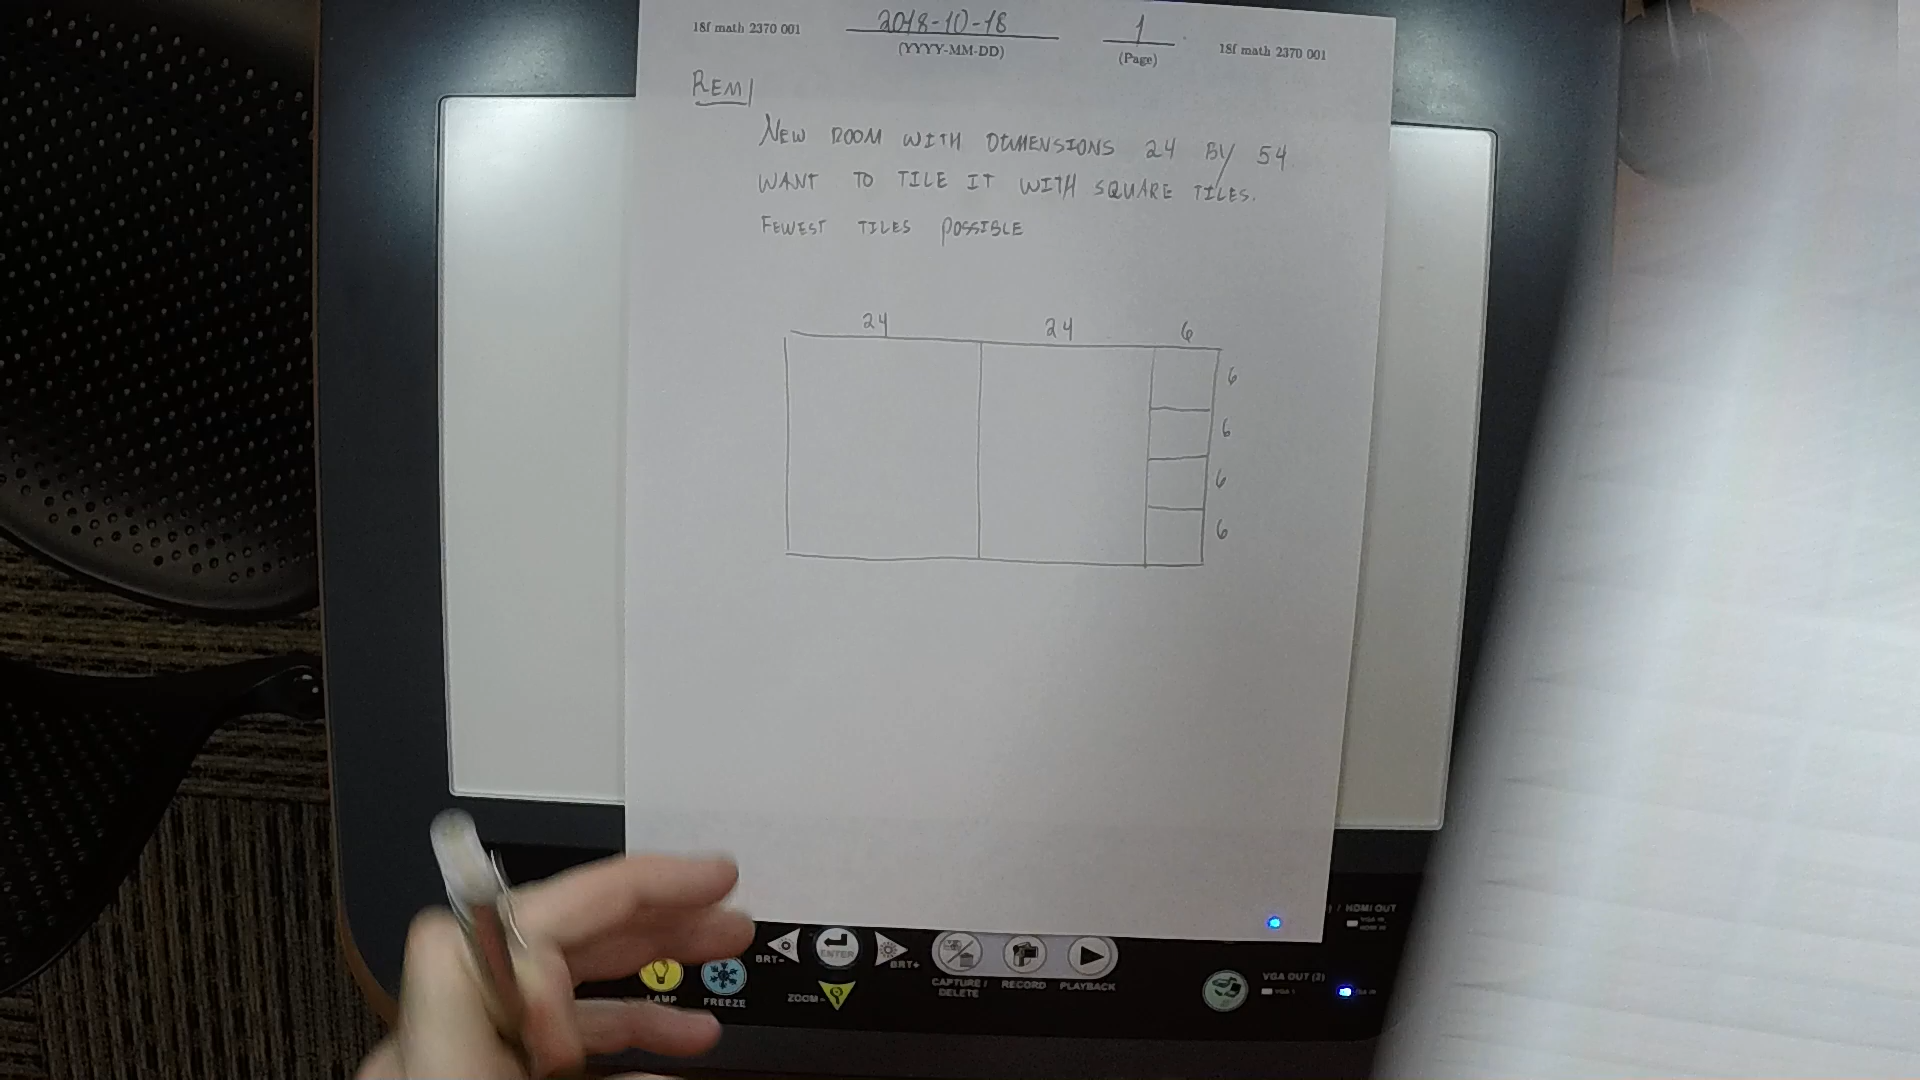 18f math 2370 001 2018-10-18 1 18f math 2370 001
(YYYY-MM-DD) (Page)
REM
NEW ROOM WITH DIMENSIONS 24 BY 54
WANT TO TILE IT WITH SQUARE TILES.
FEWEST TILES POSSIBLE
24 24 6
6
6
6
6
/ HDMI OUT
BRT- ENTER BRT+
LAMP FREEZE ZOOM- CAPTURE / DELETE RECORD PLAYBACK
VGA OUT (2)